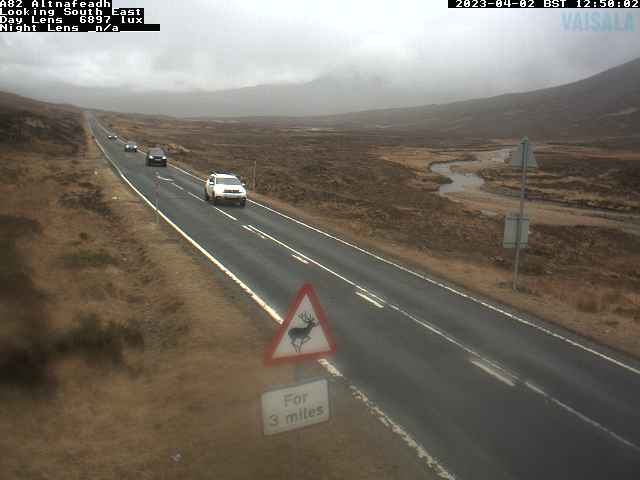 A82 Altnafeadh
Looking South East
Day Lens 6897 lux
Night Lens n/a
2023-04-02 BST 12:50:02
VAISALA
For
3 miles